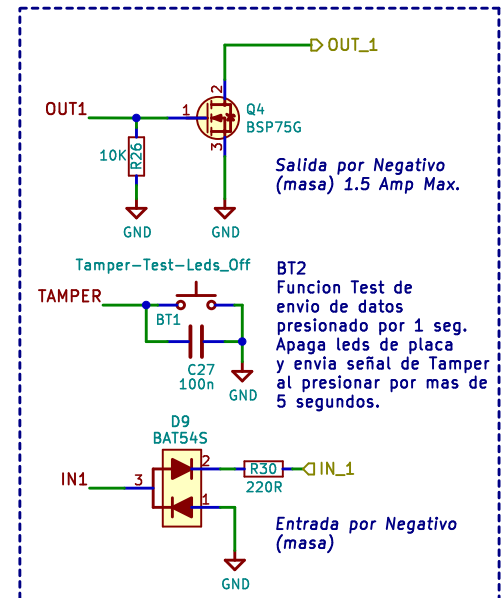 OUT_1
2
OUT1
1
Q4
BSP75G
10K
R26
3
Salida por Negativo
(masa) 1.5 Amp Max.
GND
GND
Tamper-Test-Leds_Off
TAMPER
BT1
C27
100n
GND
BT2
Funcion Test de
envio de datos
presionado por 1 seg.
Apaga leds de placa
y envia señal de Tamper
al presionar por mas de
5 segundos.
D9
BAT54S
IN1
3
2
1
R30
220R
IN_1
Entrada por Negativo
(masa)
GND